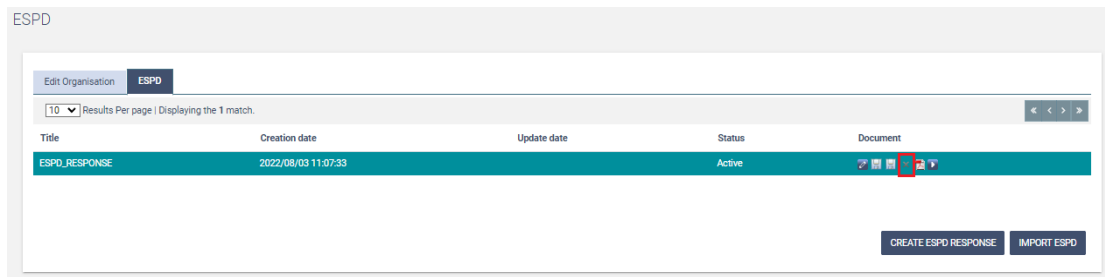 ESPD
Edit Organisation ESPD
10 Results Per page | Displaying the 1 match.
Title Creation date Update date Status Document
ESPD_RESPONSE 2022/08/03 11:07:33 Active
CREATE ESPD RESPONSE IMPORT ESPD